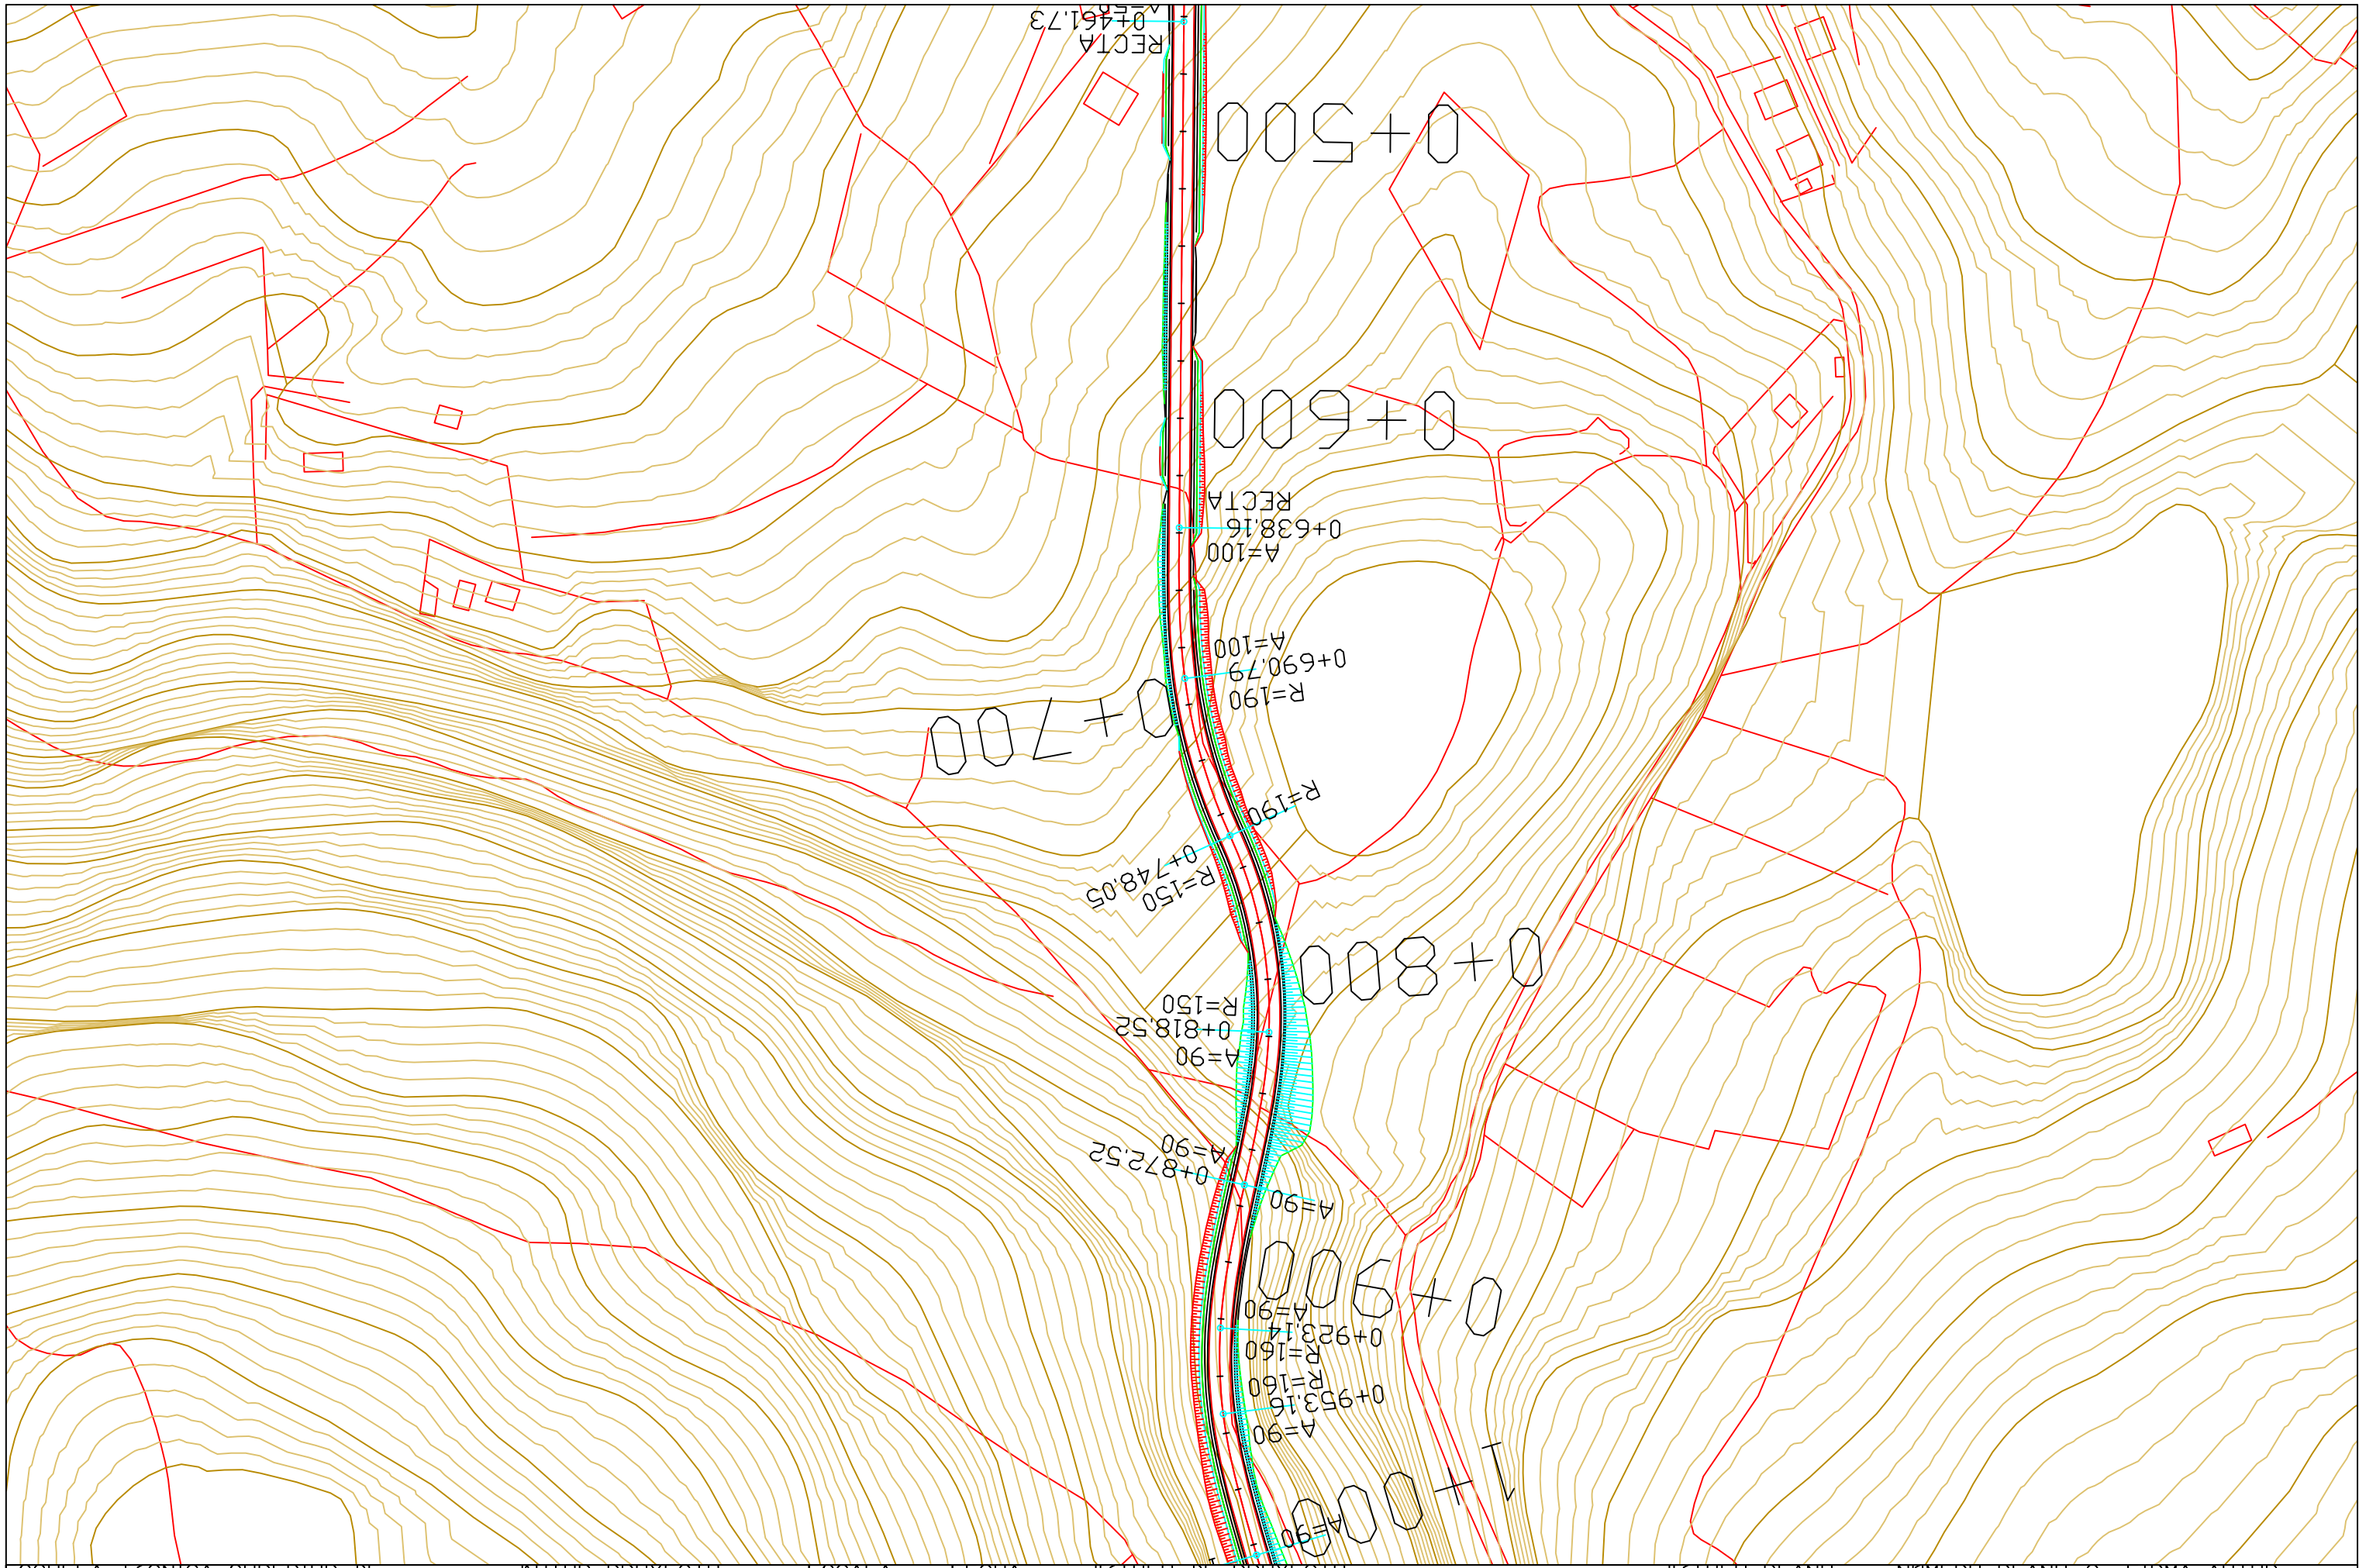 0+461.73
RECTA
0+500
0+600
RECTA
0+638.16
A=100
A=100
0+690.79
R=190
0+700
R=190
0+748.05
R=150
0+800
R=150
0+818.52
A=90
A=90
0+872.52
A=90
0+900
A=90
0+923.14
R=160
R=160
0+953.16
A=90
1+000
A=90